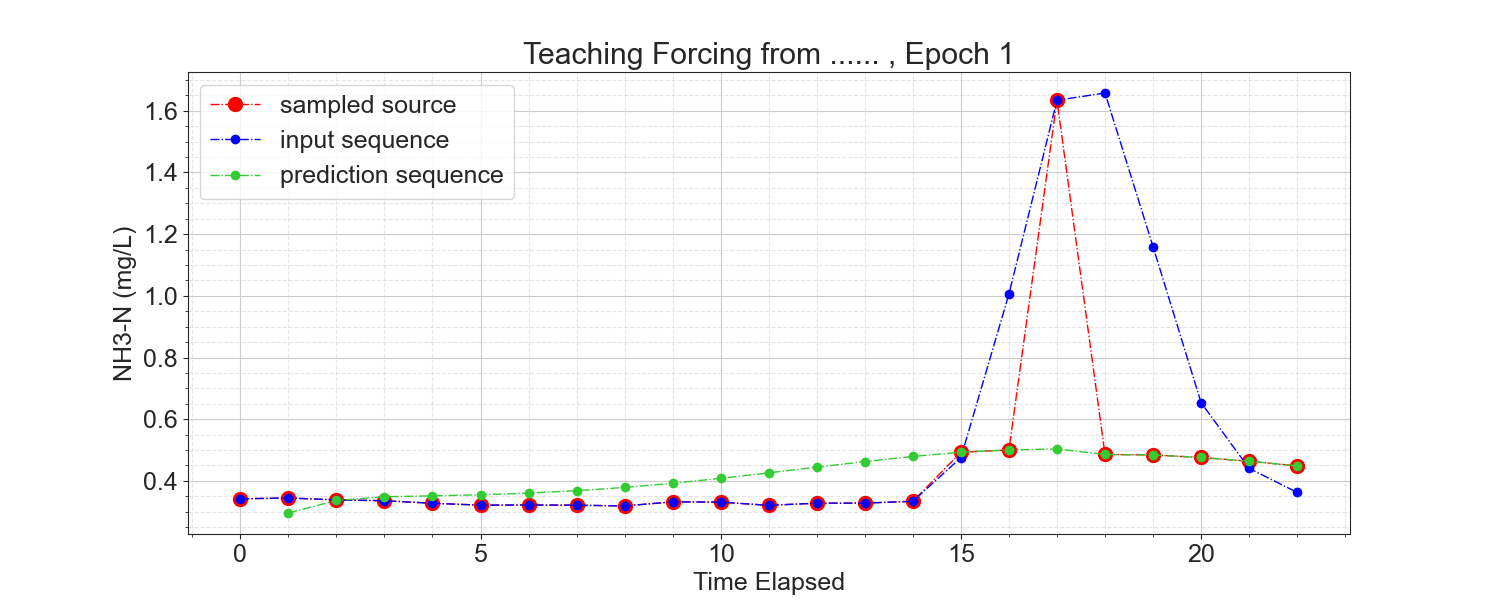 Teaching Forcing from ...... , Epoch 1
sampled source
input sequence
prediction sequence
NH3-N (mg/L)
1.6
1.4
1.2
1.0
0.8
0.6
0.4
0 5 10 15 20
Time Elapsed